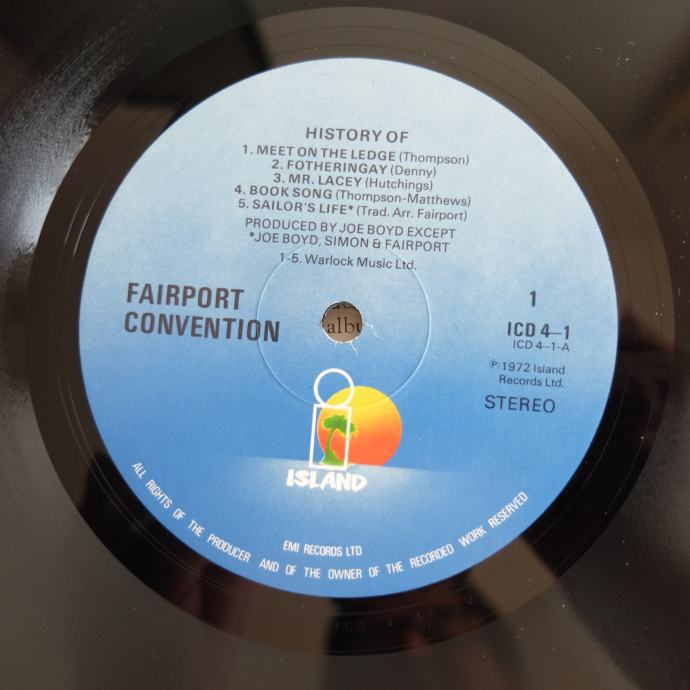 HISTORY OF
1. MEET ON THE LEDGE (Thompson)
2. FOTHERINGAY (Denny)
3. MR. LACEY (Hutchings)
4. BOOK SONG (Thompson-Matthews)
5. SAILOR'S LIFE* (Trad. Arr. Fairport)
PRODUCED BY JOE BOYD EXCEPT
*JOE BOYD, SIMON & FAIRPORT
1-5. Warlock Music Ltd.
FAIRPORT
CONVENTION
1
ICD 4-1
ICD 4-1-A
℗ 1972 Island
Records Ltd.
STEREO
albu
ISLAND
EMI RECORDS LTD
ALL RIGHTS OF THE PRODUCER AND OF THE OWNER OF THE RECORDED WORK RESERVED